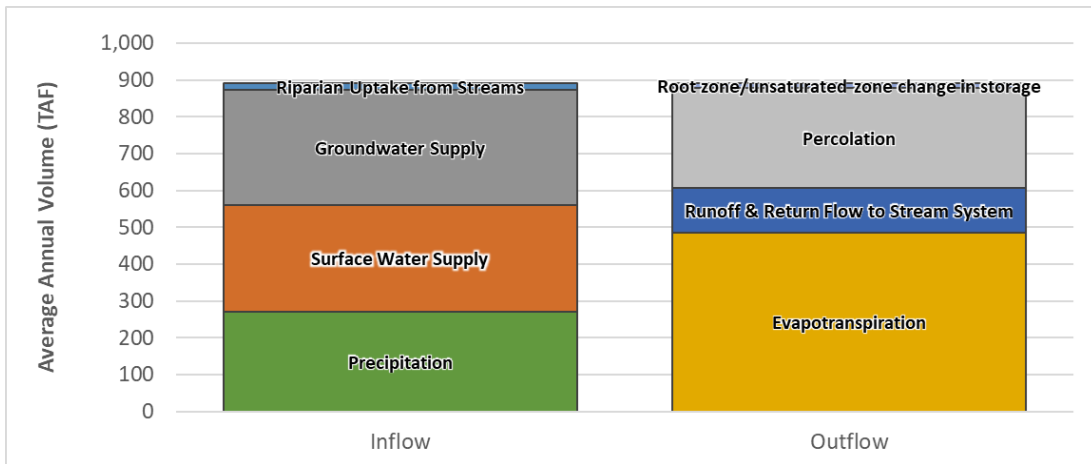 Average Annual Volume (TAF)
1,000
900
800
700
600
500
400
300
200
100
0
Riparian Uptake from Streams
Groundwater Supply
Surface Water Supply
Precipitation
Root zone/unsaturated zone change in storage
Percolation
Runoff & Return Flow to Stream System
Evapotranspiration
Inflow
Outflow